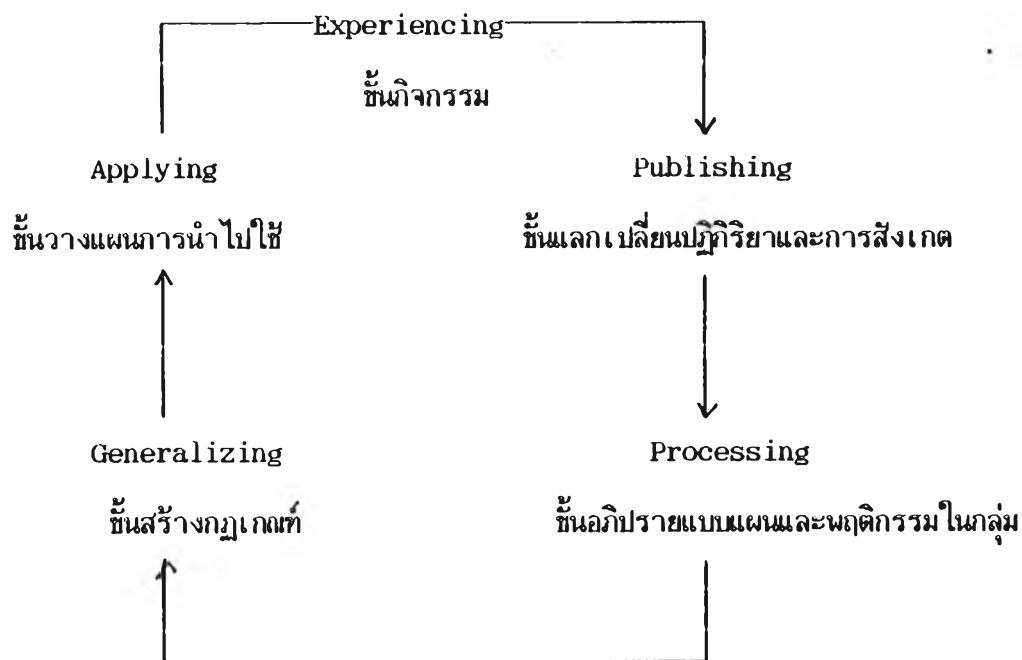 Experiencing
ขั้นกิจกรรม
Applying Publishing
ขั้นวางแผนการนำไปใช้ ขั้นแลกเปลี่ยนปฏิกิริยาและการสังเกต
Generalizing Processing
ขั้นสร้างกฎเกณฑ์ ขั้นอภิปรายแบบแผนและพฤติกรรมในกลุ่ม